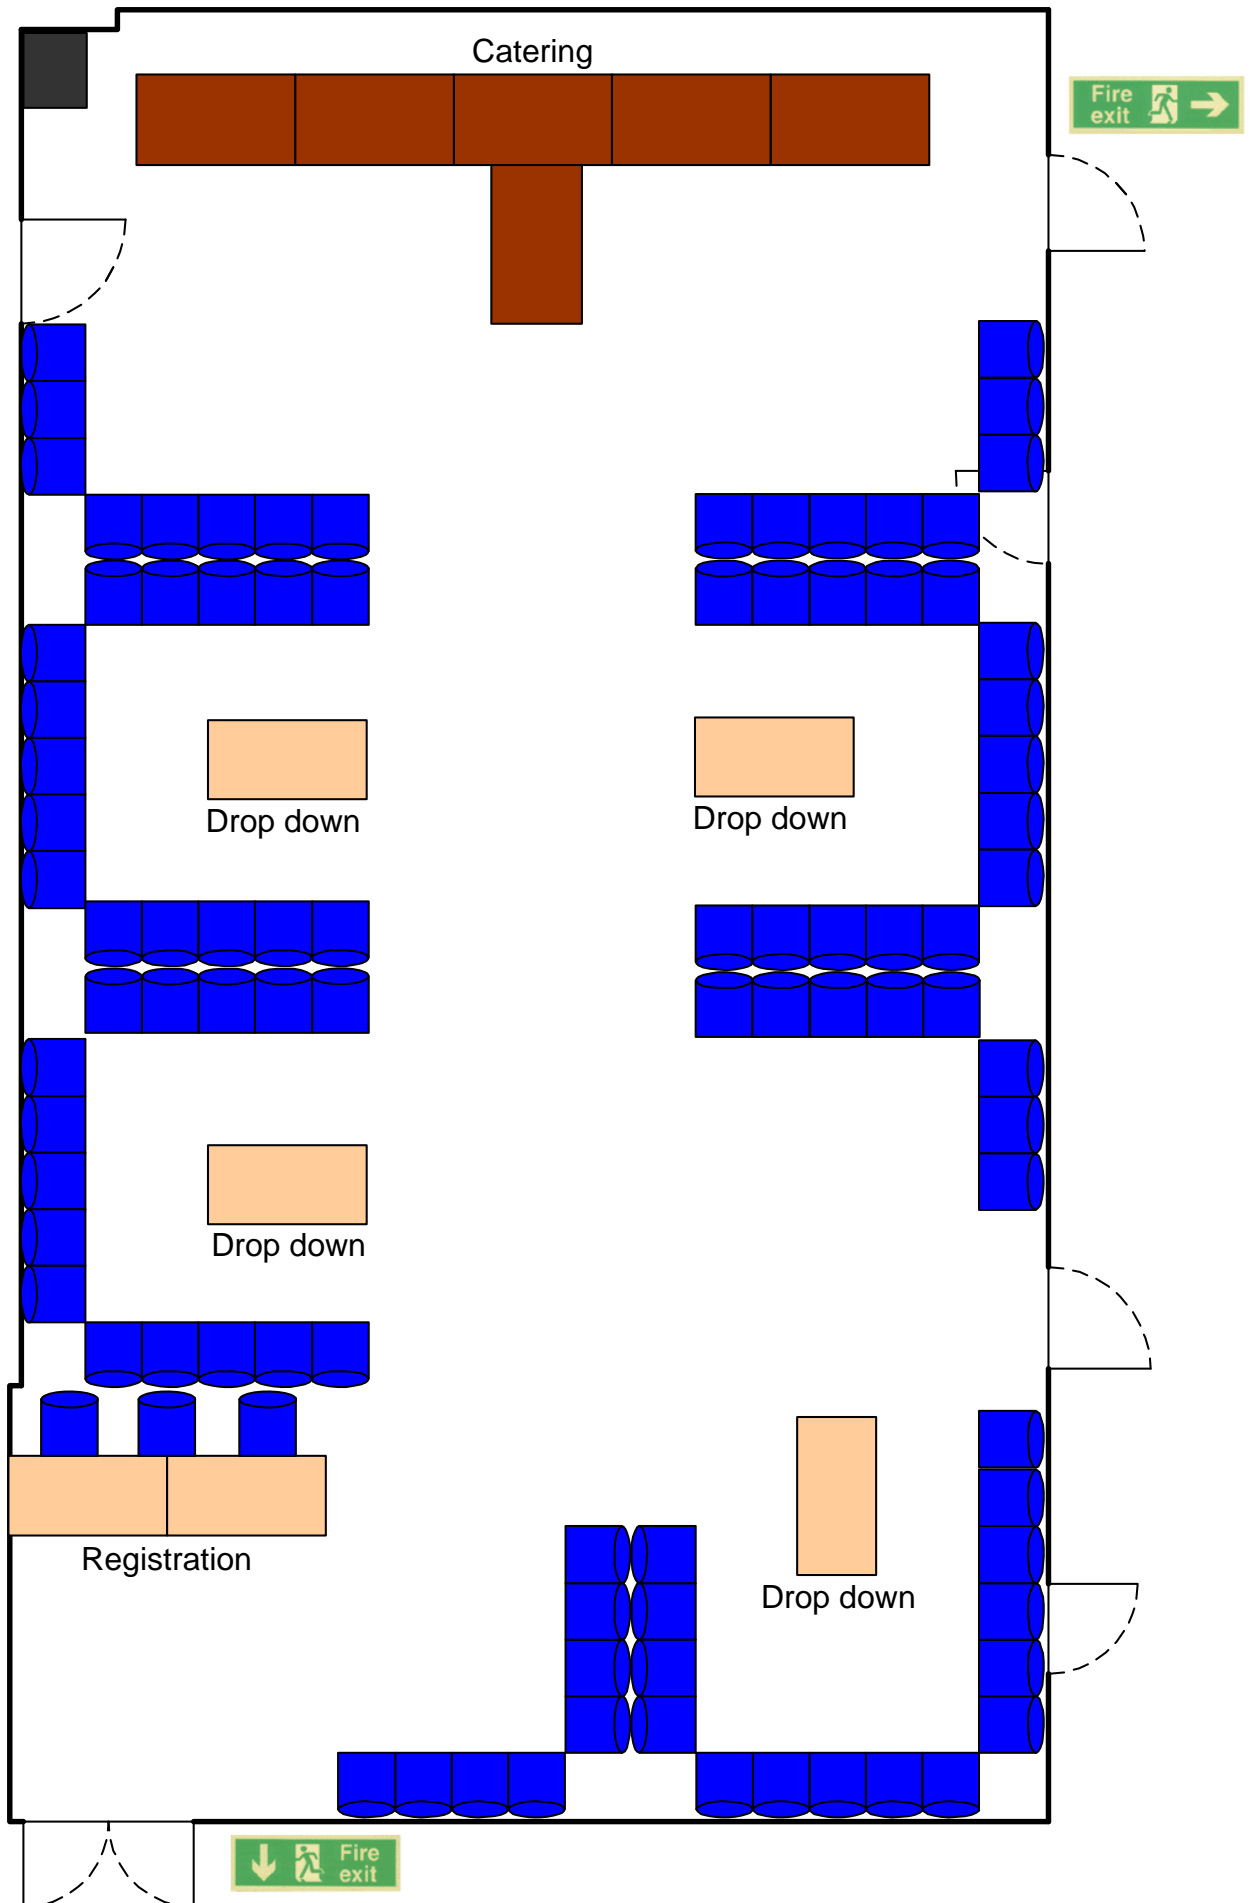 Catering
Fire
exit
Drop down
Drop down
Drop down
Registration
Drop down
Fire
exit